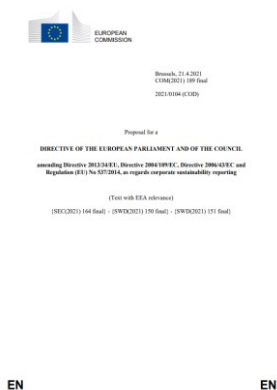 EUROPEAN
COMMISSION
Brussels, 21.4.2021
COM(2021) 189 final
2021/0104 (COD)
Proposal for a
DIRECTIVE OF THE EUROPEAN PARLIAMENT AND OF THE COUNCIL
amending Directive 2013/34/EU, Directive 2004/109/EC, Directive 2006/43/EC and
Regulation (EU) No 537/2014, as regards corporate sustainability reporting
(Text with EEA relevance)
{SEC(2021) 164 final} - {SWD(2021) 150 final} - {SWD(2021) 151 final}
EN EN